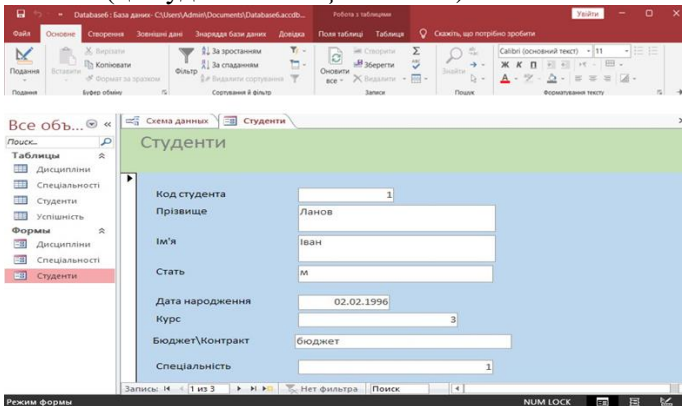 Database6 : База даних- C:\Users\Admin\Documents\Database6.accdb...
Робота з таблицями
Увійти
Файл Основне Створення Зовнішні дані Знаряддя бази даних Довідка Поля таблиці Таблиця Скажіть, що потрібно зробити
Подання
Вставити
Вирізати
Копіювати
Формат за зразком
Фільтр
За зростанням
За спаданням
Видалити сортування
Оновити все
Створити
Зберегти
Видалити
Знайти
Calibri (основний текст) 11
Ж К П
Подання Буфер обміну Сортування й фільтр Записи Пошук Форматування тексту
Все объ...
Поиск...
Таблицы
Дисципліни
Спеціальності
Студенти
Успішність
Формы
Дисципліни
Спеціальності
Студенти
Схема данных Студенти
Студенти
Код студента 1
Прізвище Ланов
Ім'я Іван
Стать м
Дата народження 02.02.1996
Курс 3
Бюджет\Контракт бюджет
Спеціальність 1
Запись: 1 из 3 Нет фильтра Поиск
Режим формы NUM LOCK